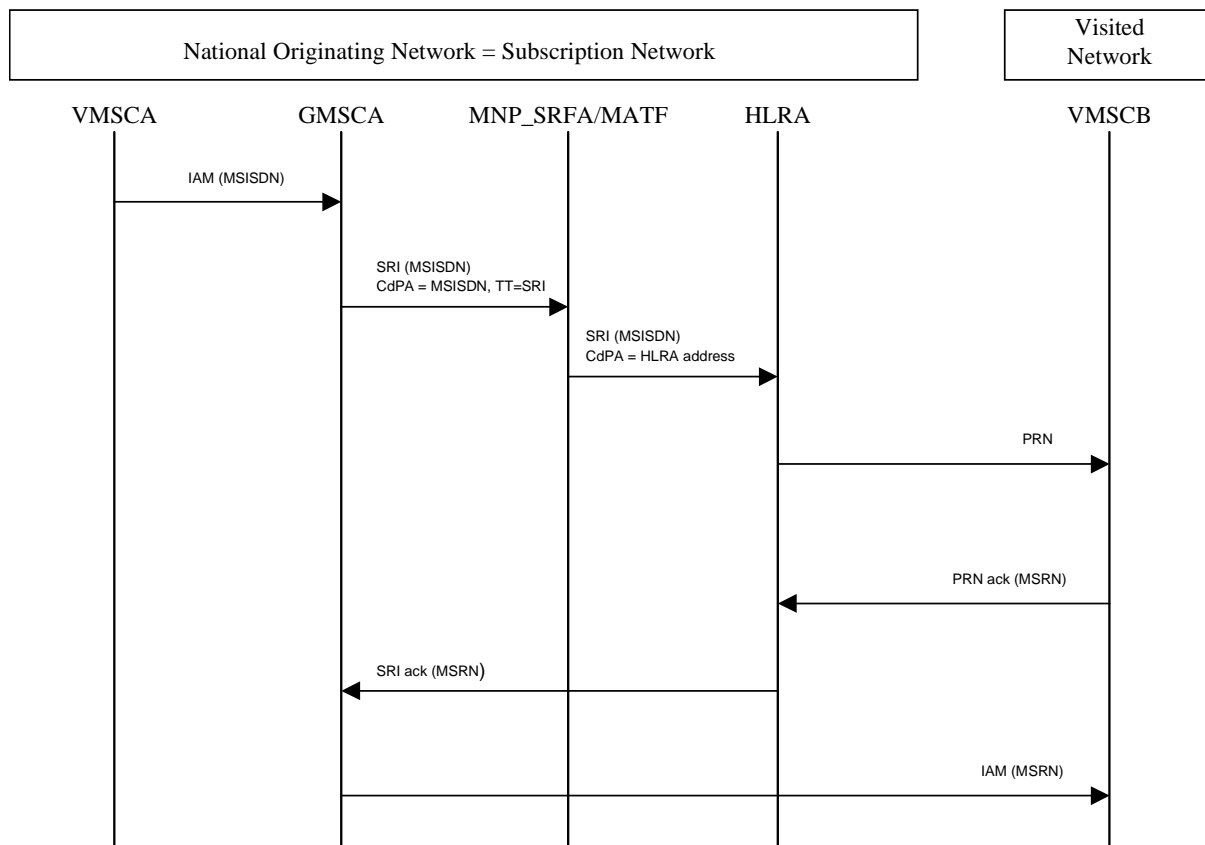 National Originating Network = Subscription Network
Visited
Network
VMSCA
GMSCA
MNP_SRFA/MATF
HLRA
VMSCB
IAM (MSISDN)
SRI (MSISDN)
CdPA = MSISDN, TT=SRI
SRI (MSISDN)
CdPA = HLRA address
PRN
PRN ack (MSRN)
SRI ack (MSRN)
IAM (MSRN)